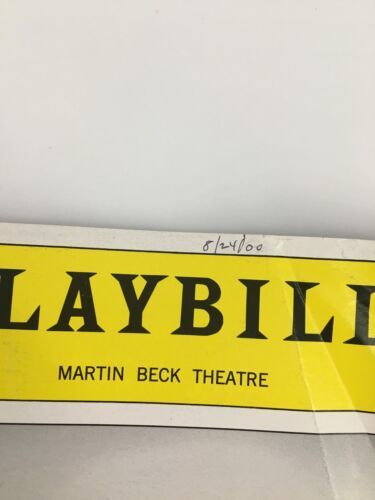 8/24/00
LAYBILL
MARTIN BECK THEATRE